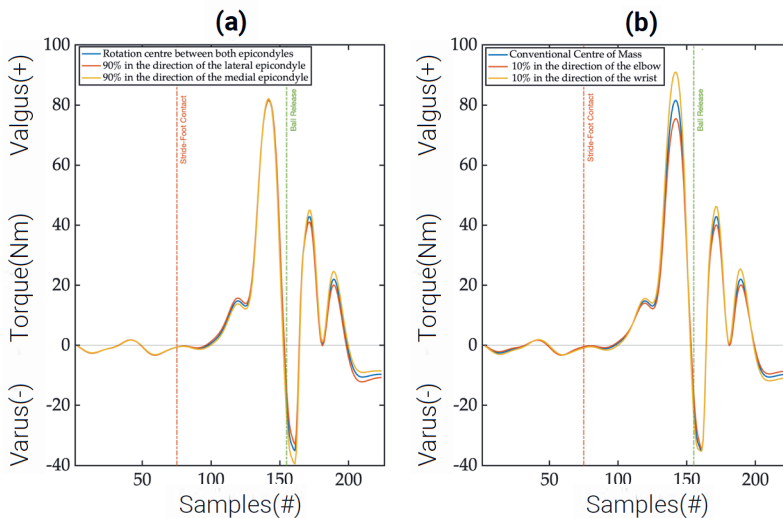 (a)
Rotation centre between both epicondyles
90% in the direction of the lateral epicondyle
90% in the direction of the medial epicondyle
Stride-Foot Contact
Ball Release
Varus(-) Torque(Nm) Valgus(+)
100
80
60
40
20
0
-20
-40
50
100
150
200
Samples(#)
(b)
Conventional Centre of Mass
10% in the direction of the elbow
10% in the direction of the wrist
Stride-Foot Contact
Ball Release
Varus(-) Torque(Nm) Valgus(+)
100
80
60
40
20
0
-20
-40
50
100
150
200
Samples(#)